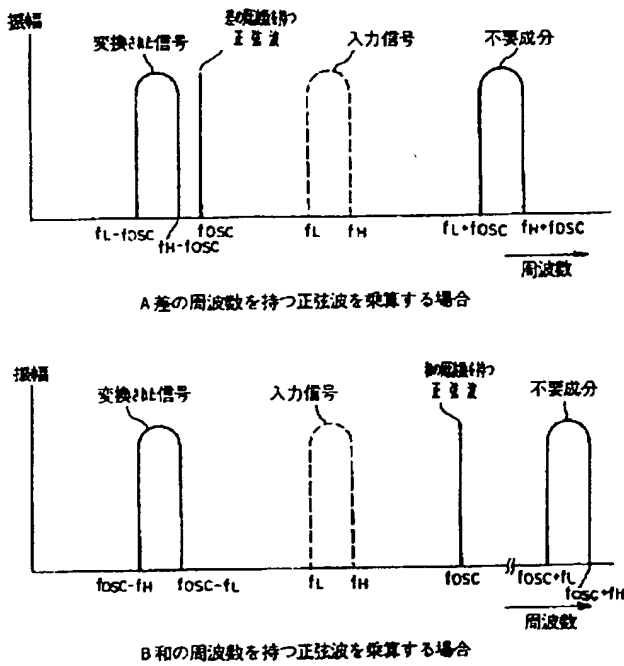 振幅
変換された信号
差の周波数を持つ
正弦波
入力信号
不要成分
fL-fOSC
fH-fOSC
fOSC
fL
fH
fL+fOSC
fH+fOSC
周波数
A 差の周波数を持つ正弦波を乗算する場合
振幅
変換された信号
入力信号
和の周波数を持つ
正弦波
不要成分
fOSC-fH
fOSC-fL
fL
fH
fOSC
fOSC+fL
fOSC+fH
周波数
B 和の周波数を持つ正弦波を乗算する場合